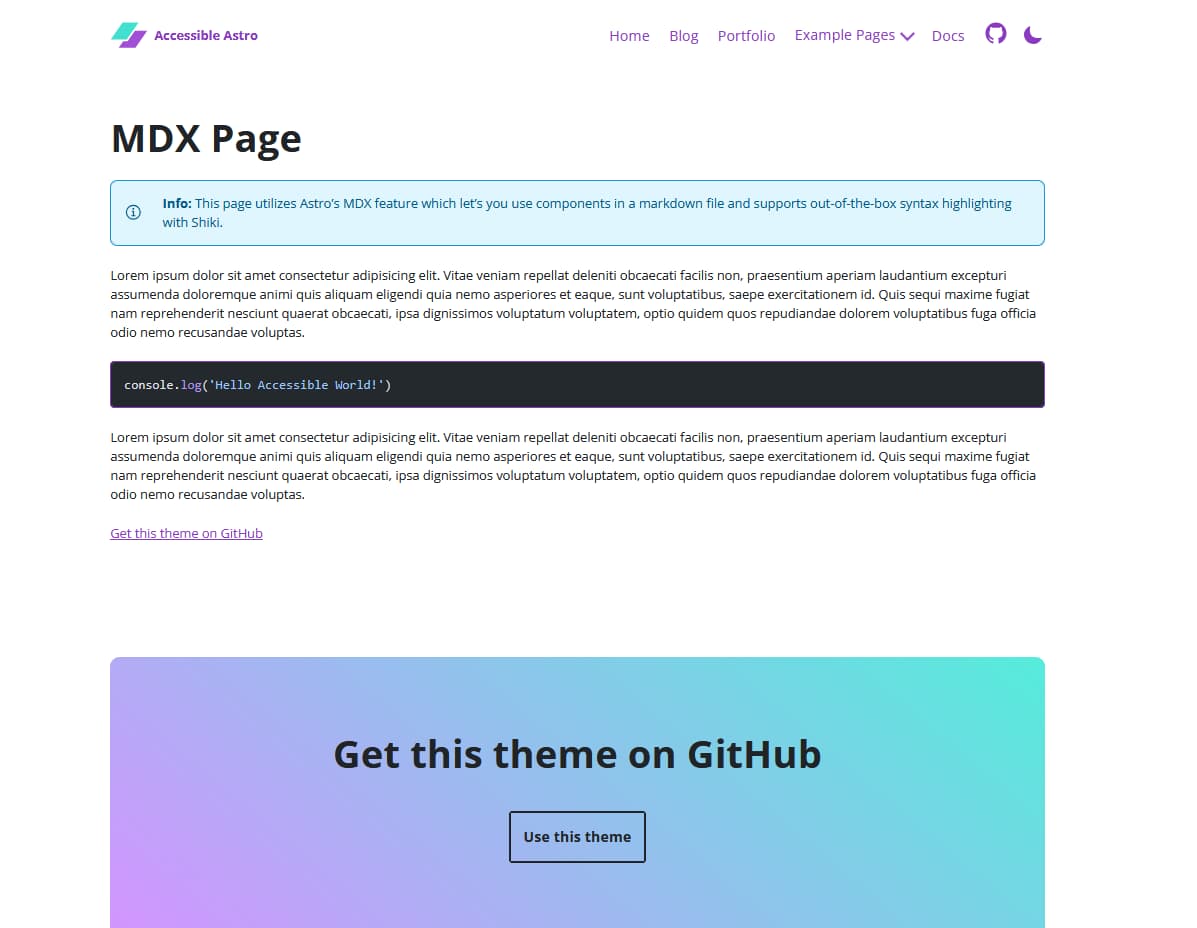 Accessible Astro
Home Blog Portfolio Example Pages Docs
MDX Page
Info: This page utilizes Astro’s MDX feature which let’s you use components in a markdown file and supports out-of-the-box syntax highlighting
with Shiki.
Lorem ipsum dolor sit amet consectetur adipisicing elit. Vitae veniam repellat deleniti obcaecati facilis non, praesentium aperiam laudantium excepturi
assumenda doloremque animi quis aliquam eligendi quia nemo asperiores et eaque, sunt voluptatibus, saepe exercitationem id. Quis sequi maxime fugiat
nam reprehenderit nesciunt quaerat obcaecati, ipsa dignissimos voluptatum voluptatem, optio quidem quos repudiandae dolorem voluptatibus fuga officia
odio nemo recusandae voluptas.
console.log('Hello Accessible World!')
Lorem ipsum dolor sit amet consectetur adipisicing elit. Vitae veniam repellat deleniti obcaecati facilis non, praesentium aperiam laudantium excepturi
assumenda doloremque animi quis aliquam eligendi quia nemo asperiores et eaque, sunt voluptatibus, saepe exercitationem id. Quis sequi maxime fugiat
nam reprehenderit nesciunt quaerat obcaecati, ipsa dignissimos voluptatum voluptatem, optio quidem quos repudiandae dolorem voluptatibus fuga officia
odio nemo recusandae voluptas.
Get this theme on GitHub
Get this theme on GitHub
Use this theme